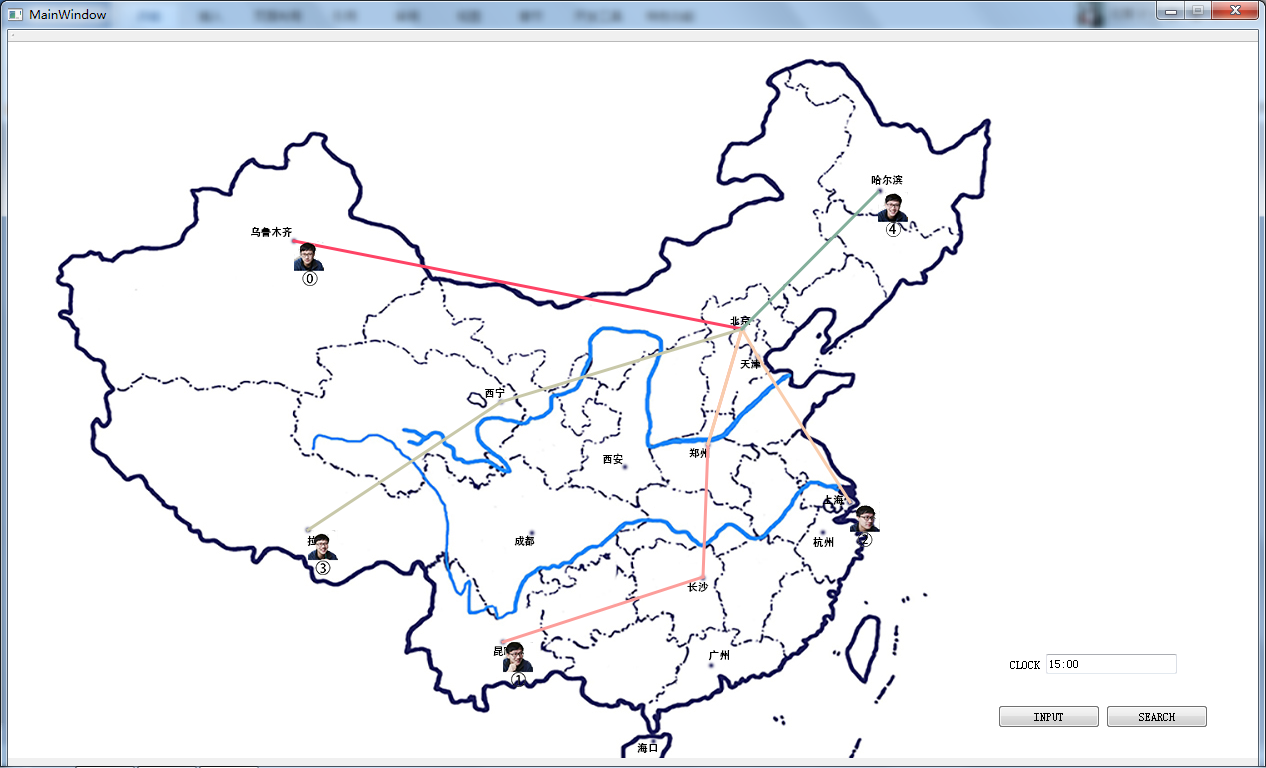 MainWindow
哈尔滨
④
乌鲁木齐
⓪
北京
天津
西宁
郑州
西安
上海
②
成都
杭州
拉
③
长沙
昆
①
广州
CLOCK 15:00
INPUT SEARCH
海口